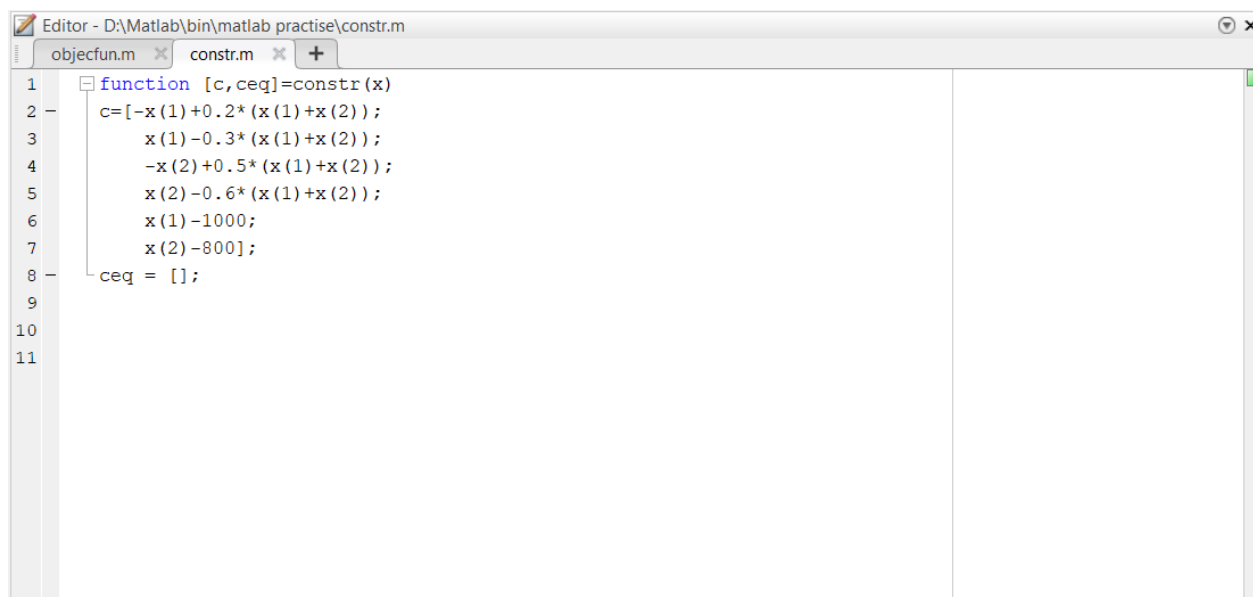 Editor - D:\Matlab\bin\matlab practise\constr.m
objecfun.m constr.m
1 function [c,ceq]=constr(x)
2 c=[-x(1)+0.2*(x(1)+x(2));
3 x(1)-0.3*(x(1)+x(2));
4 -x(2)+0.5*(x(1)+x(2));
5 x(2)-0.6*(x(1)+x(2));
6 x(1)-1000;
7 x(2)-800];
8 ceq = [];
9
10
11